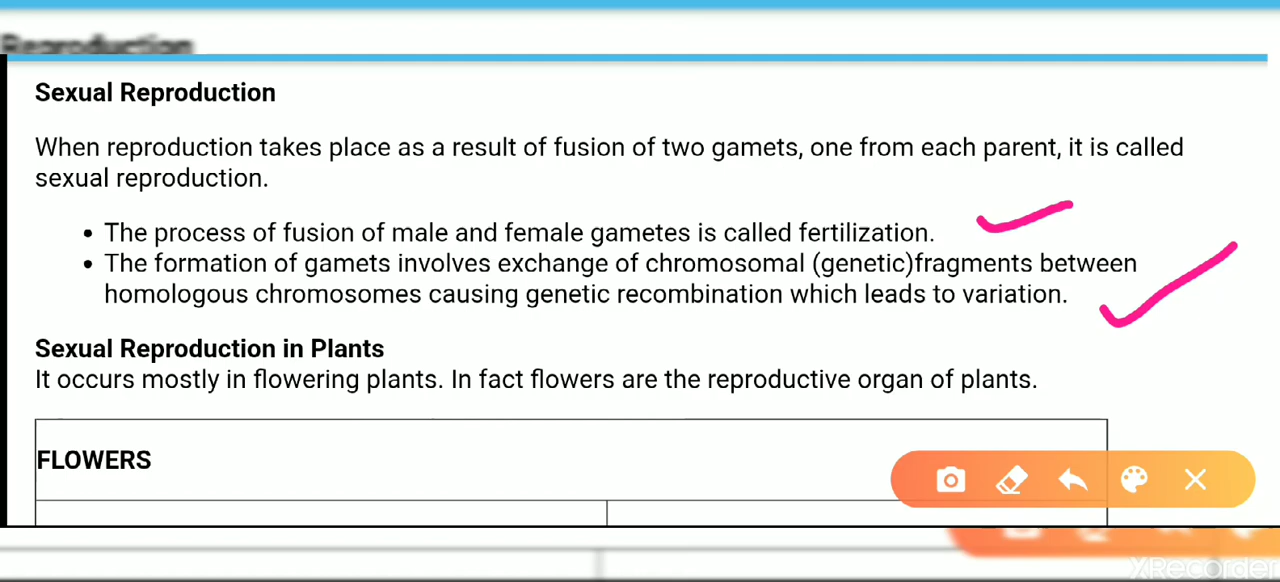 Reproduction
Sexual Reproduction
When reproduction takes place as a result of fusion of two gamets, one from each parent, it is called
sexual reproduction.
• The process of fusion of male and female gametes is called fertilization.
• The formation of gamets involves exchange of chromosomal (genetic)fragments between
homologous chromosomes causing genetic recombination which leads to variation.
Sexual Reproduction in Plants
It occurs mostly in flowering plants. In fact flowers are the reproductive organ of plants.
FLOWERS
XRecorder